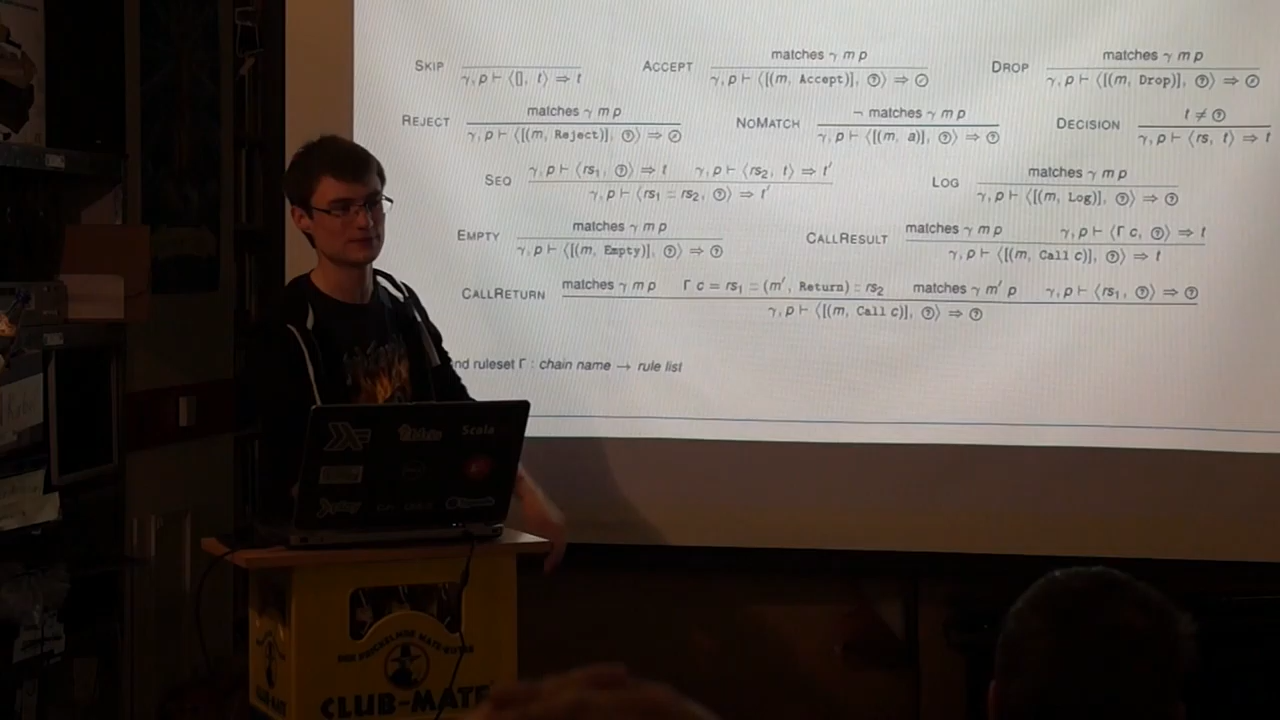 SKIP γ, p ⊢ ⟨[], t⟩ ⇒ t
ACCEPT matches γ m p
γ, p ⊢ ⟨[(m, Accept)], ?⟩ ⇒ ✓
DROP matches γ m p
γ, p ⊢ ⟨[(m, Drop)], ?⟩ ⇒
REJECT matches γ m p
γ, p ⊢ ⟨[(m, Reject)], ?⟩ ⇒
NOMATCH ¬ matches γ m p
γ, p ⊢ ⟨[(m, a)], ?⟩ ⇒ ?
DECISION t ≠ ?
γ, p ⊢ ⟨rs, t⟩ ⇒ t
SEQ γ, p ⊢ ⟨rs₁, ?⟩ ⇒ t γ, p ⊢ ⟨rs₂, t⟩ ⇒ t′
γ, p ⊢ ⟨rs₁ :: rs₂, ?⟩ ⇒ t′
LOG matches γ m p
γ, p ⊢ ⟨[(m, Log)], ?⟩ ⇒ ?
EMPTY matches γ m p
γ, p ⊢ ⟨[(m, Empty)], ?⟩ ⇒ ?
CALLRESULT matches γ m p γ, p ⊢ ⟨Γ c, ?⟩ ⇒ t
γ, p ⊢ ⟨[(m, Call c)], ?⟩ ⇒ t
CALLRETURN matches γ m p Γ c = rs₁ :: (m′, Return) :: rs₂ matches γ m′ p γ, p ⊢ ⟨rs₁, ?⟩ ⇒ ?
γ, p ⊢ ⟨[(m, Call c)], ?⟩ ⇒ ?
nd ruleset Γ : chain name → rule list
Scala
CLUB-MATE